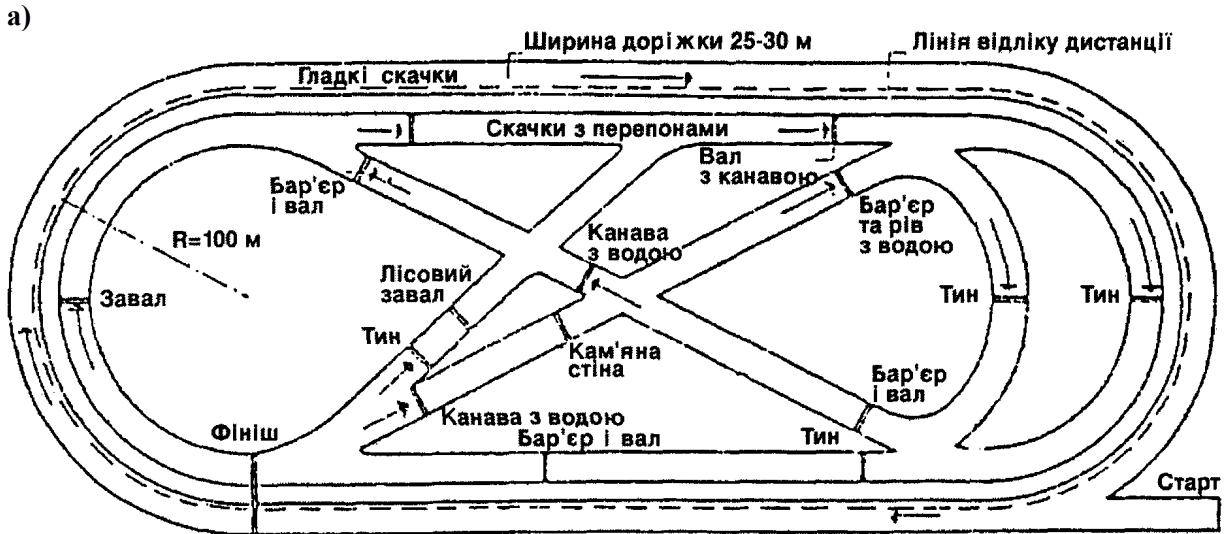 а)
Ширина доріжки 25-30 м
Лінія відліку дистанції
Гладкі скачки
Скачки з перепонами
Вал
з канавою
Бар'єр
і вал
Бар'єр
та рів
з водою
R=100 м
Канава
з водою
Лісовий
завал
Завал
Тин
Тин
Тин
Кам'яна
стіна
Бар'єр
і вал
Канава з водою
Фініш
Бар'єр і вал
Тин
Старт